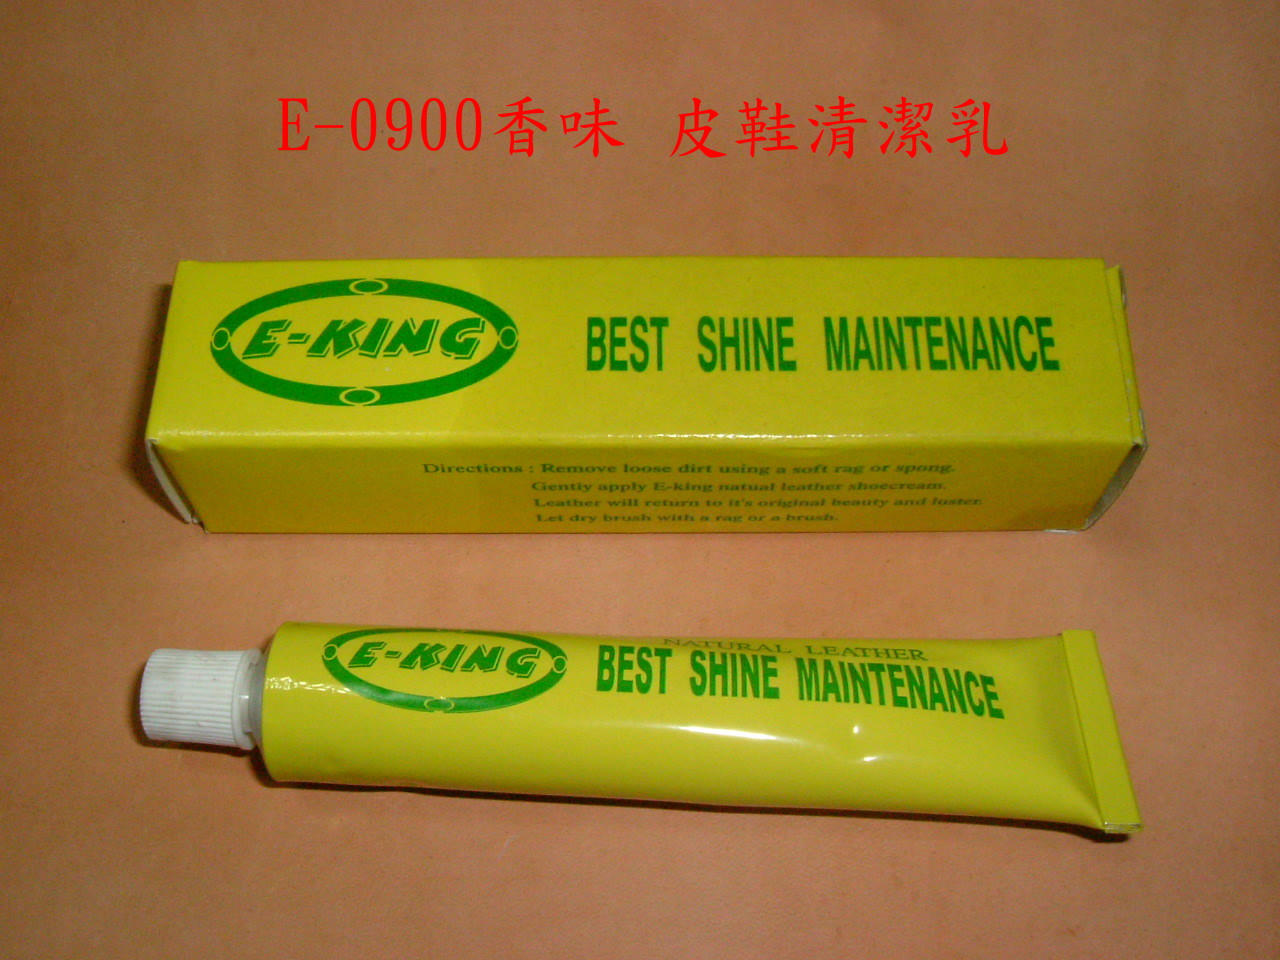 E-0900香味 皮鞋清潔乳
E-KING
BEST SHINE MAINTENANCE
Directions : Remove loose dirt using a soft rag or spong.
Gentiy apply E-king natual leather shoecream.
Leather will return to it's original beauty and luster.
Let dry brush with a rag or a brush.
NATURAL LEATHER
E-KING
BEST SHINE MAINTENANCE